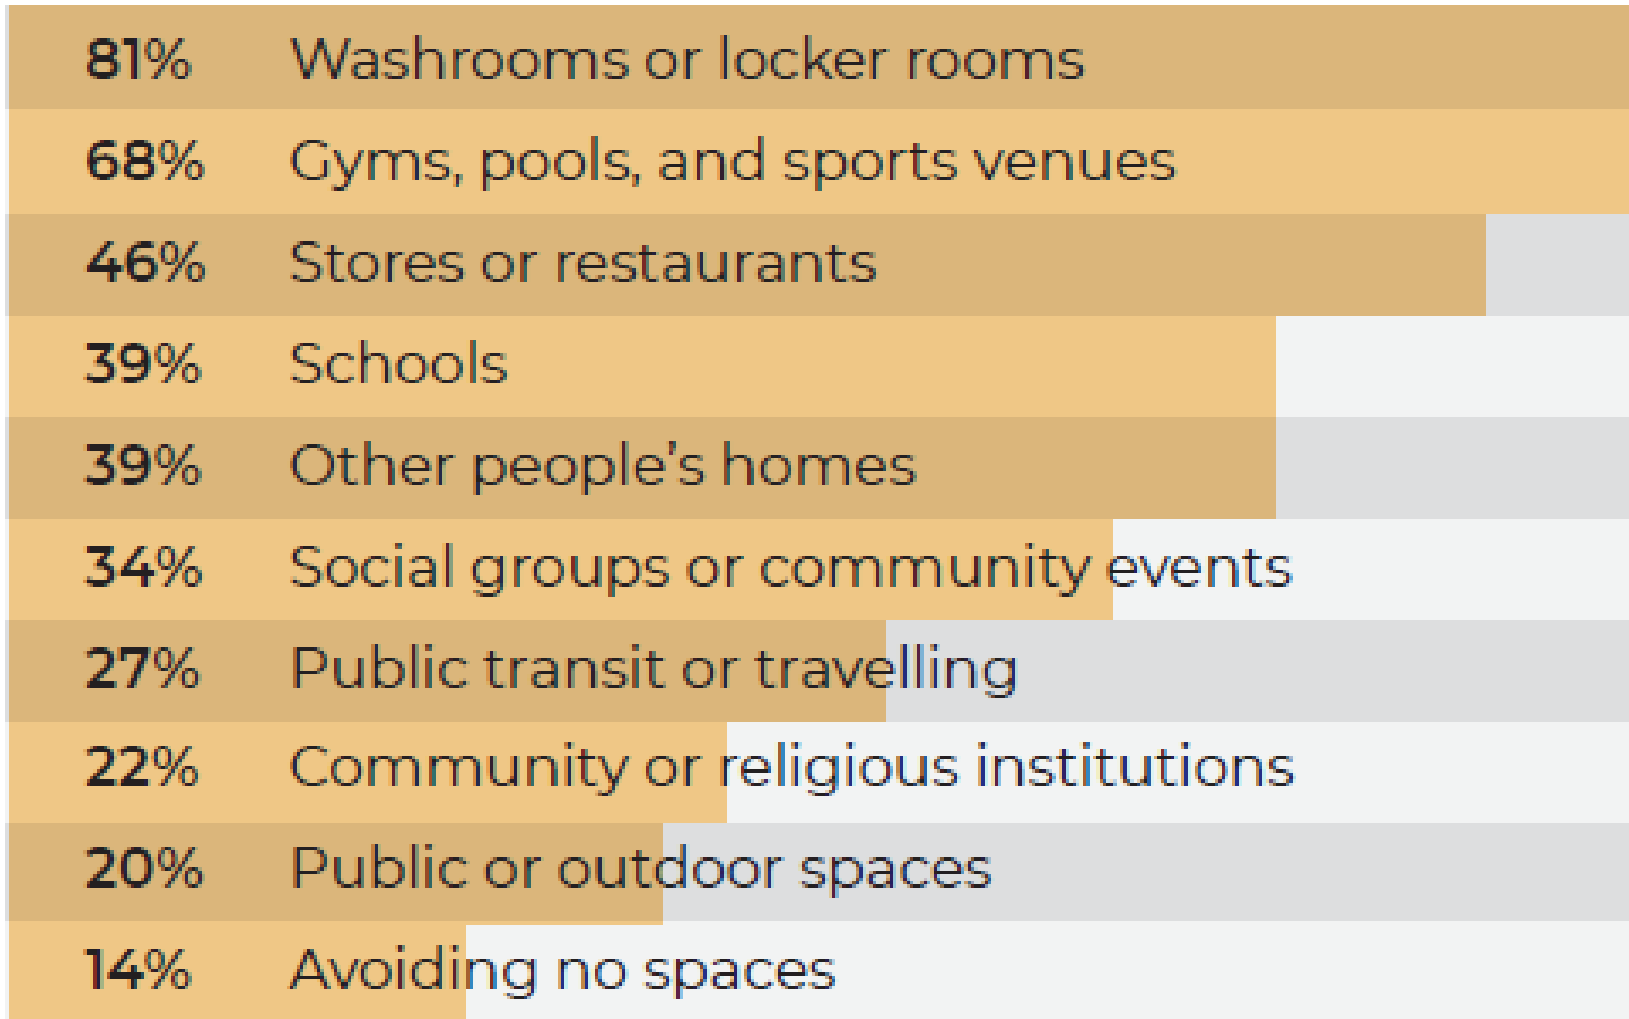 81% Washrooms or locker rooms
68% Gyms, pools, and sports venues
46% Stores or restaurants
39% Schools
39% Other people’s homes
34% Social groups or community events
27% Public transit or travelling
22% Community or religious institutions
20% Public or outdoor spaces
14% Avoiding no spaces